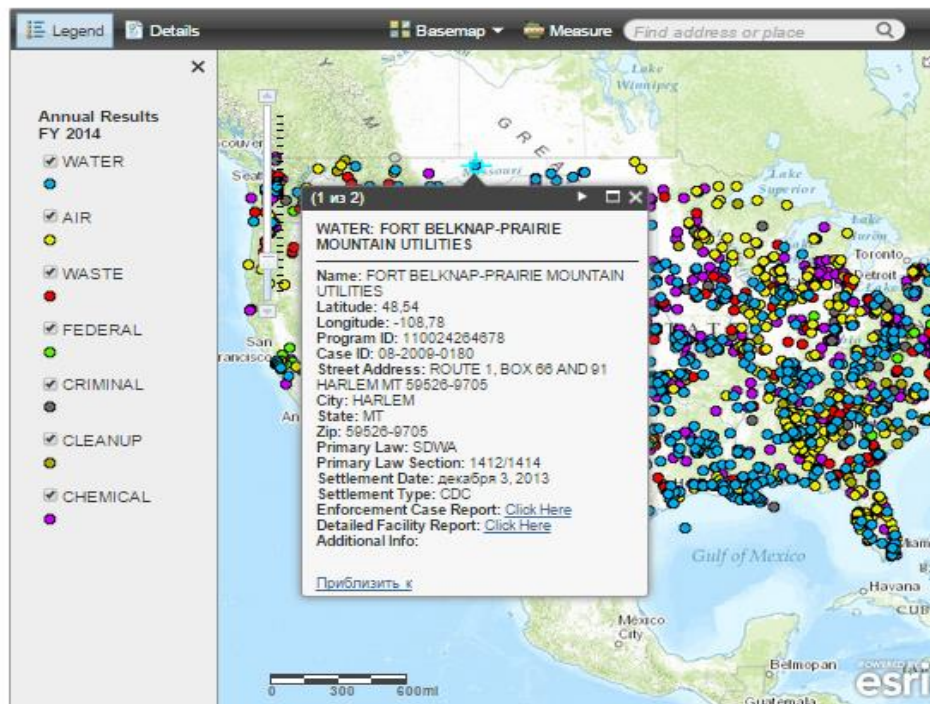 Legend
Details
Basemap
Measure
Find address or place
Annual Results
FY 2014
WATER
AIR
WASTE
FEDERAL
CRIMINAL
CLEANUP
CHEMICAL
(1 из 2)
WATER: FORT BELKNAP-PRAIRIE
MOUNTAIN UTILITIES
Name: FORT BELKNAP-PRAIRIE MOUNTAIN
UTILITIES
Latitude: 48,54
Longitude: -108,78
Program ID: 110024264678
Case ID: 08-2009-0180
Street Address: ROUTE 1, BOX 66 AND 91
HARLEM MT 59526-9705
City: HARLEM
State: MT
Zip: 59526-9705
Primary Law: SDWA
Primary Law Section: 1412/1414
Settlement Date: декабря 3, 2013
Settlement Type: CDC
Enforcement Case Report: Click Here
Detailed Facility Report: Click Here
Additional Info:
Приблизить к
Lake
Winnipeg
GREA
Missouri
Lake
Superior
Lake
Toronto
Detroit
San
Gulf of Mexico
Havana
México
City
Belmopan
Guatemala
0 300 600mi
POWERED BY
esri